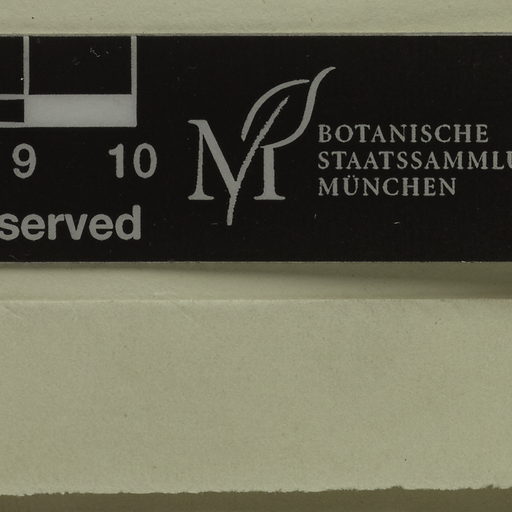 9 10
served
BOTANISCHE
STAATSSAMMLU
MÜNCHEN